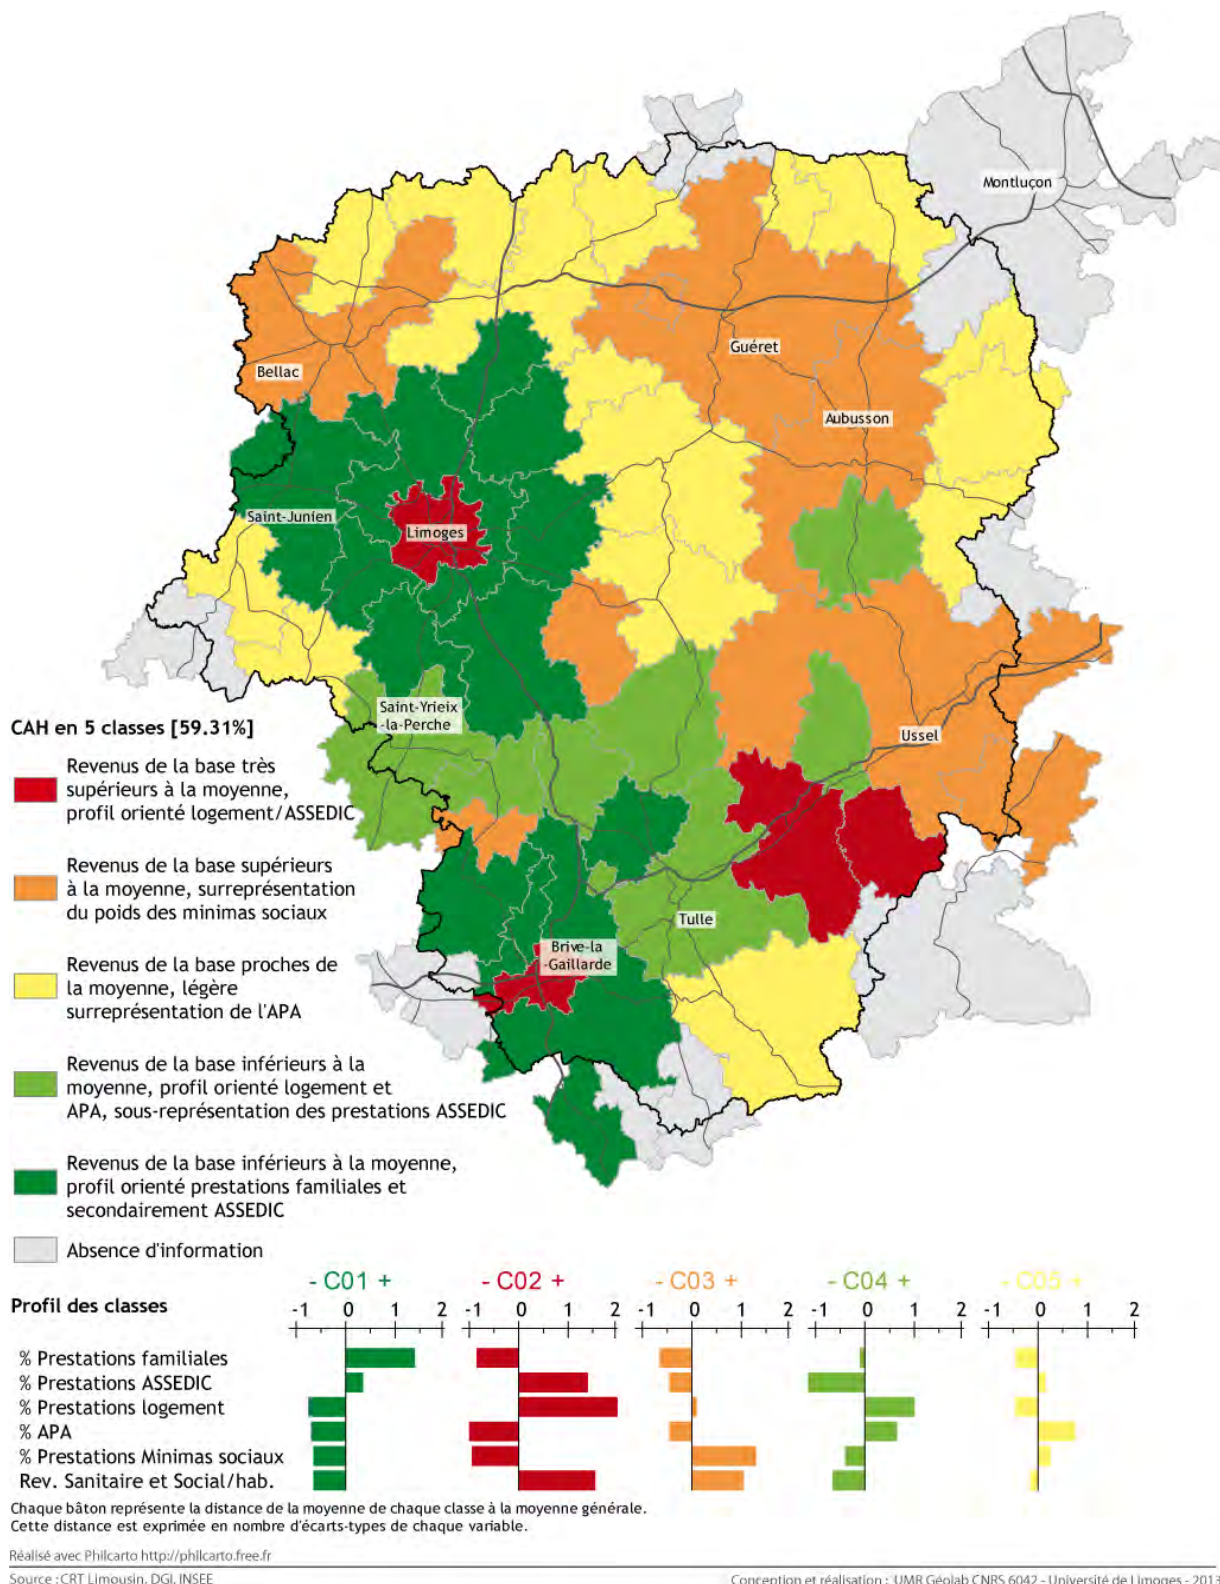 Montluçon
Guéret
Bellac
Aubusson
Saint-Junien
Limoges
Saint-Yrieix
-la-Perche
Ussel
Tulle
Brive-la
-Gaillarde
CAH en 5 classes [59.31%]
Revenus de la base très
supérieurs à la moyenne,
profil orienté logement/ASSEDIC
Revenus de la base supérieurs
à la moyenne, surreprésentation
du poids des minimas sociaux
Revenus de la base proches de
la moyenne, légère
surreprésentation de l'APA
Revenus de la base inférieurs à la
moyenne, profil orienté logement et
APA, sous-représentation des prestations ASSEDIC
Revenus de la base inférieurs à la moyenne,
profil orienté prestations familiales et
secondairement ASSEDIC
Absence d'information
- C01 + - C02 + - C03 + - C04 + - C05 +
Profil des classes -1 0 1 2 -1 0 1 2 -1 0 1 2 -1 0 1 2 -1 0 1 2
% Prestations familiales
% Prestations ASSEDIC
% Prestations logement
% APA
% Prestations Minimas sociaux
Rev. Sanitaire et Social/hab.
Chaque bâton représente la distance de la moyenne de chaque classe à la moyenne générale.
Cette distance est exprimée en nombre d'écarts-types de chaque variable.
Réalisé avec Philcarto http://philcarto.free.fr
Source : CRT Limousin, DGI, INSEE Conception et réalisation : UMR Géolab CNRS 6042 - Université de Limoges - 2013